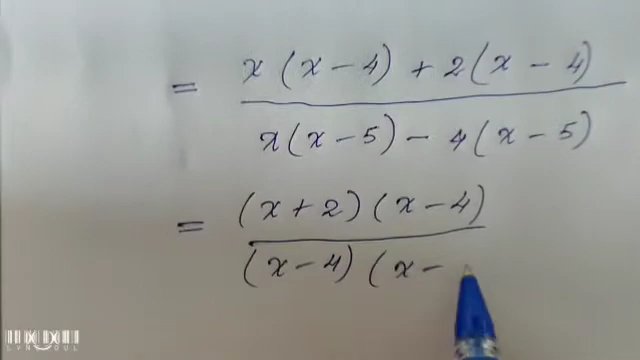 = x(x-4) + 2(x-4)
x(x-5) - 4(x-5)
= (x+2)(x-4)
(x-4)(x-